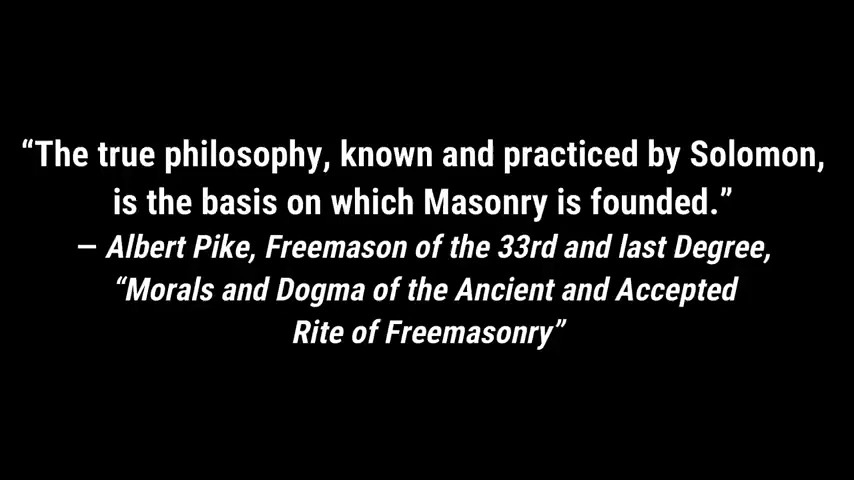 “The true philosophy, known and practiced by Solomon,
is the basis on which Masonry is founded.”
– Albert Pike, Freemason of the 33rd and last Degree,
“Morals and Dogma of the Ancient and Accepted
Rite of Freemasonry”